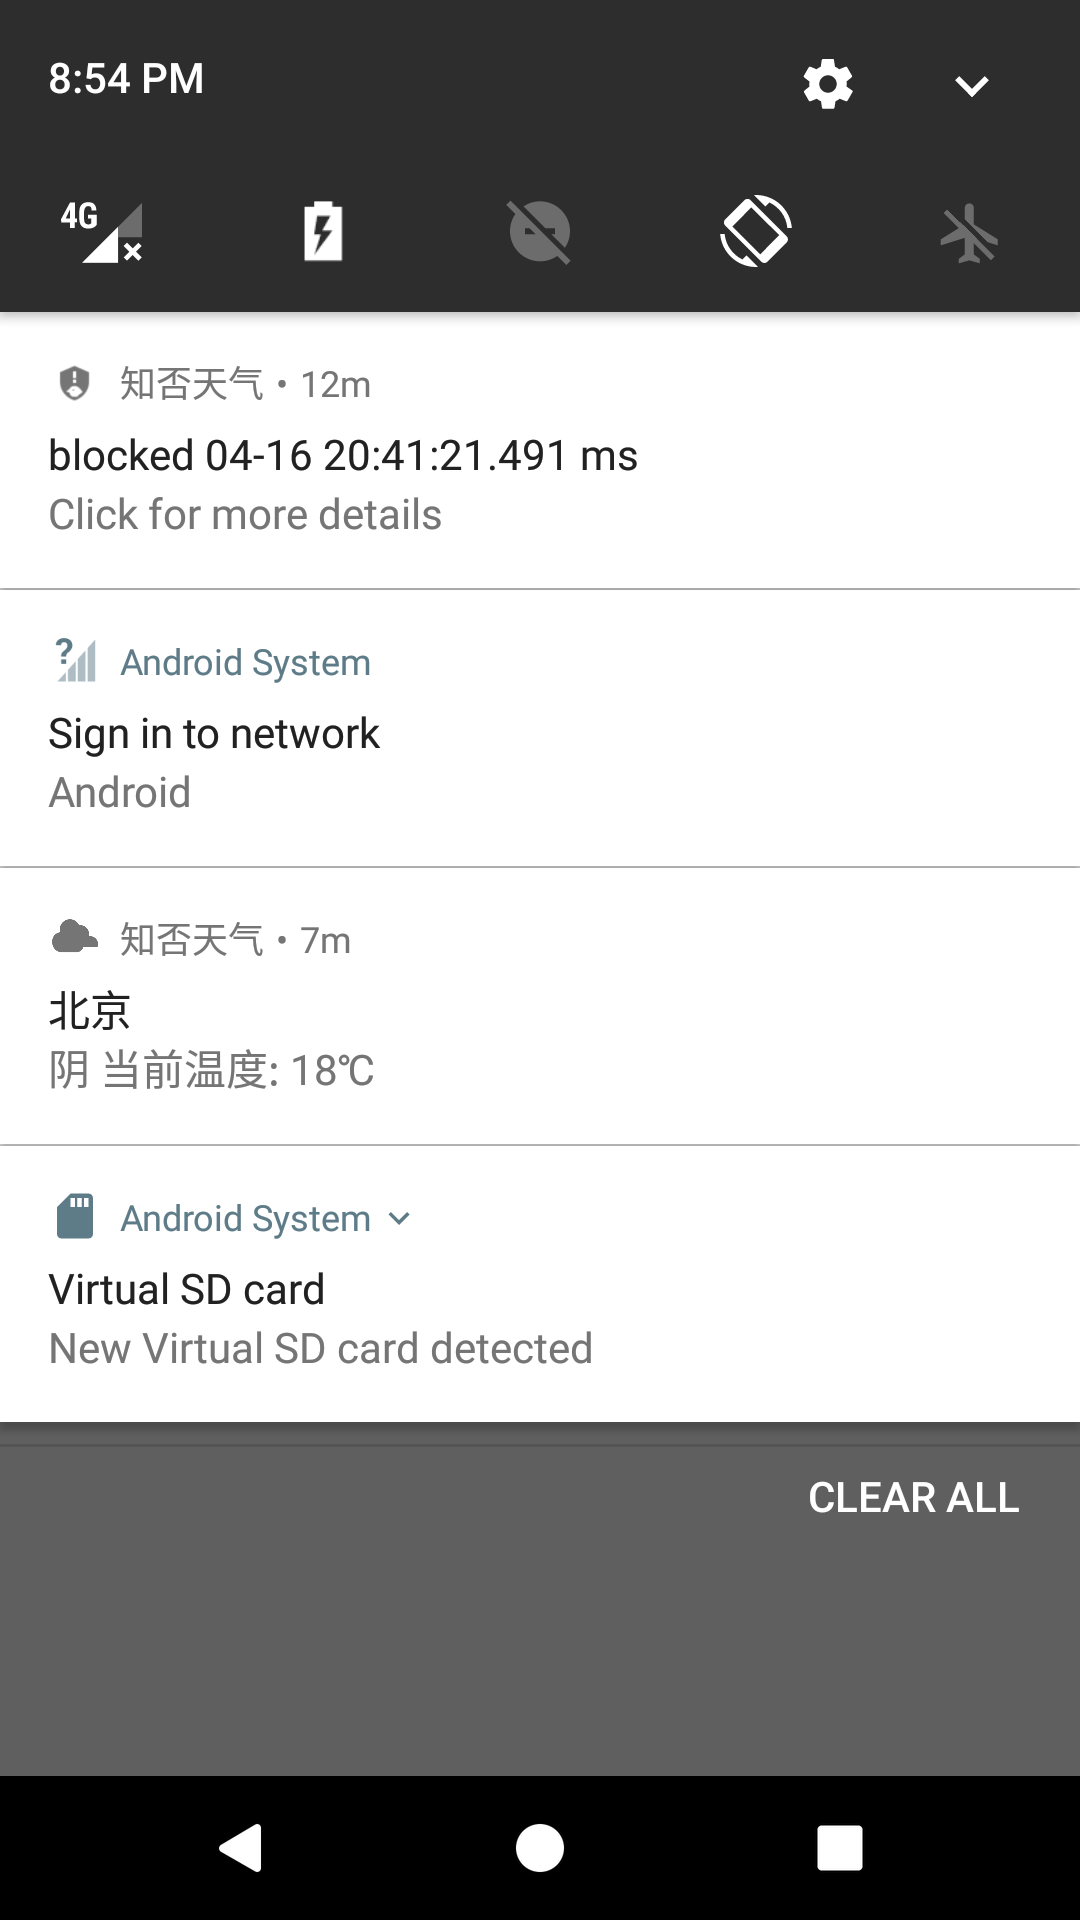 8:54 PM
4G
知否天气 • 12m
blocked 04-16 20:41:21.491 ms
Click for more details
Android System
Sign in to network
Android
知否天气 • 7m
北京
阴 当前温度: 18℃
Android System
Virtual SD card
New Virtual SD card detected
CLEAR ALL